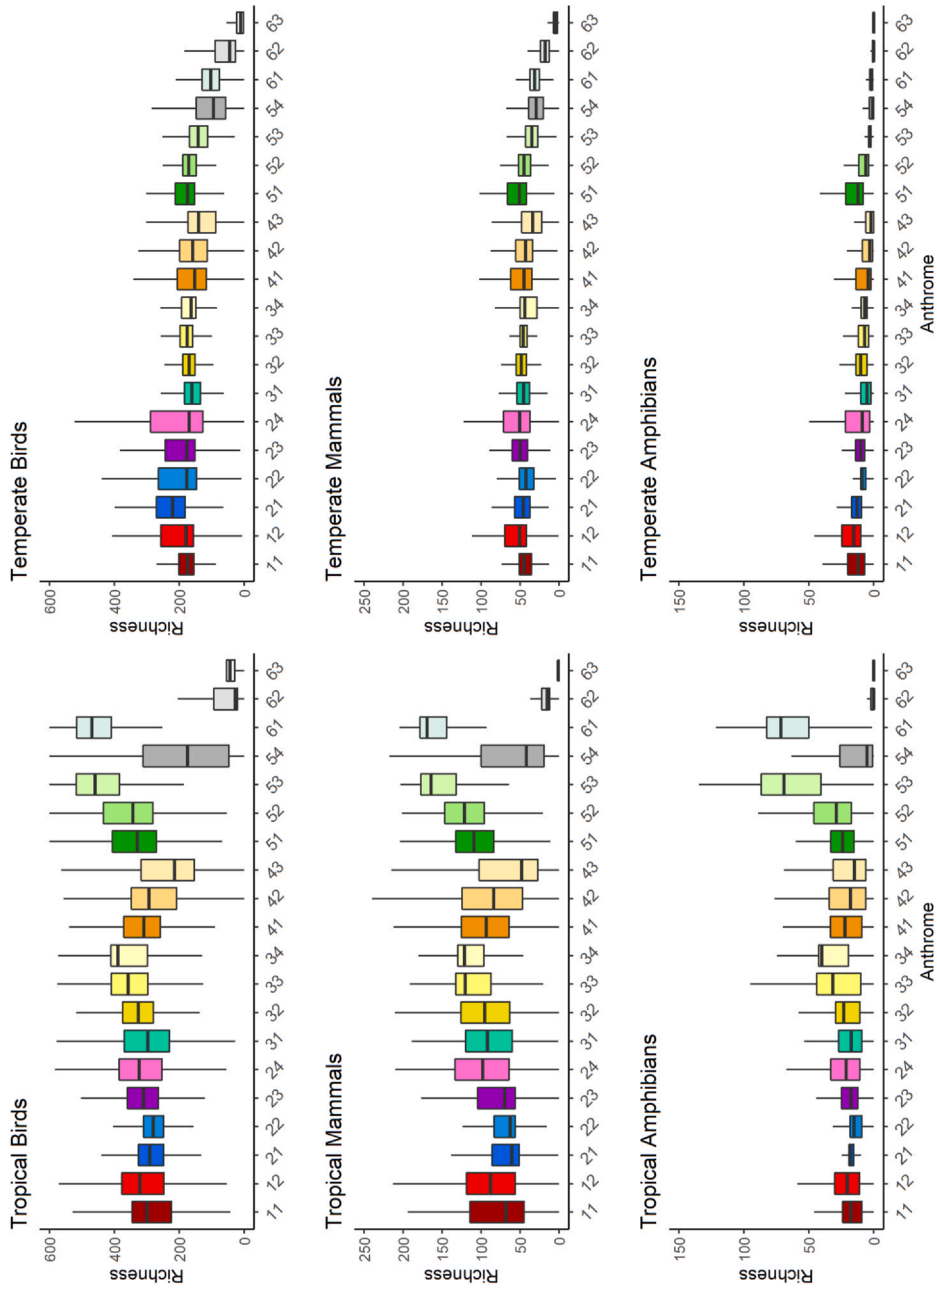 Tropical Birds
Richness
600
400
200
0
11 12 21 22 23 24 31 32 33 34 41 42 43 51 52 53 54 61 62 63
Temperate Birds
Richness
600
400
200
0
11 12 21 22 23 24 31 32 33 34 41 42 43 51 52 53 54 61 62 63
Tropical Mammals
Richness
250
200
150
100
50
0
11 12 21 22 23 24 31 32 33 34 41 42 43 51 52 53 54 61 62 63
Temperate Mammals
Richness
250
200
150
100
50
0
11 12 21 22 23 24 31 32 33 34 41 42 43 51 52 53 54 61 62 63
Tropical Amphibians
Richness
150
100
50
0
11 12 21 22 23 24 31 32 33 34 41 42 43 51 52 53 54 61 62 63
Anthrome
Temperate Amphibians
Richness
150
100
50
0
11 12 21 22 23 24 31 32 33 34 41 42 43 51 52 53 54 61 62 63
Anthrome